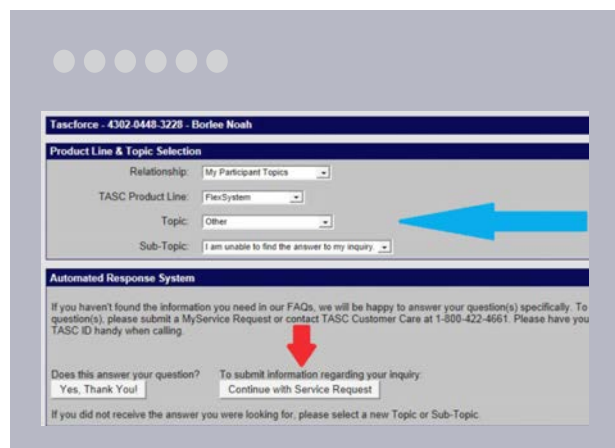 Tascforce - 4302-0448-3228 - Borlee Noah
Product Line & Topic Selection
Relationship: My Participant Topics
TASC Product Line: FlexSystem
Topic: Other
Sub-Topic: I am unable to find the answer to my inquiry.
Automated Response System
If you haven't found the information you need in our FAQs, we will be happy to answer your question(s) specifically. To
question(s), please submit a MyService Request or contact TASC Customer Care at 1-800-422-4661. Please have you
TASC ID handy when calling.
Does this answer your question? To submit information regarding your inquiry:
Yes, Thank You! Continue with Service Request
If you did not receive the answer you were looking for, please select a new Topic or Sub-Topic.